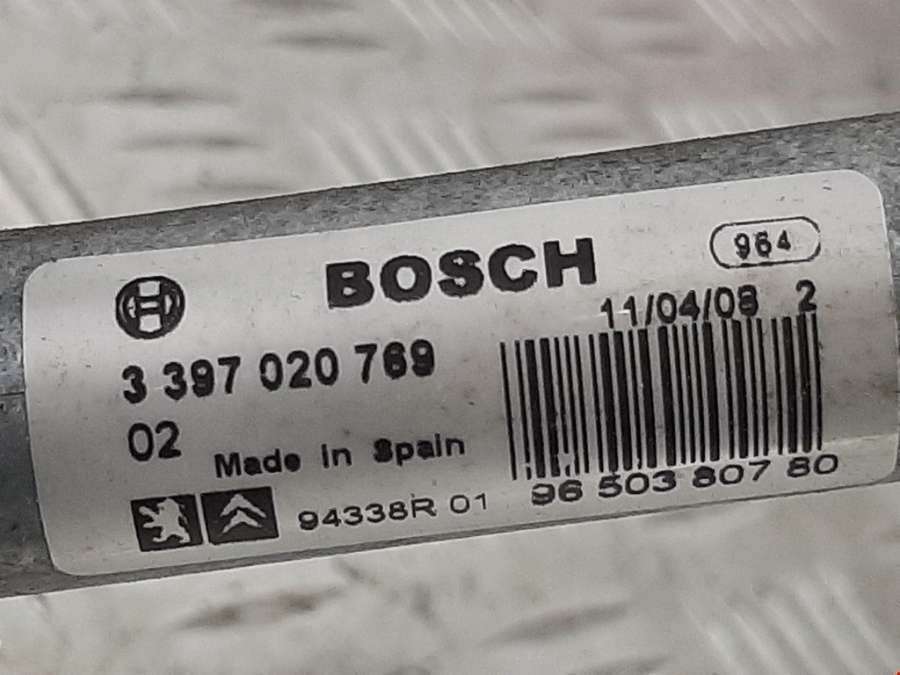 BOSCH
964
11/04/08 2
3 397 020 769
02
Made in Spain
94338R 01
96 503 807 80